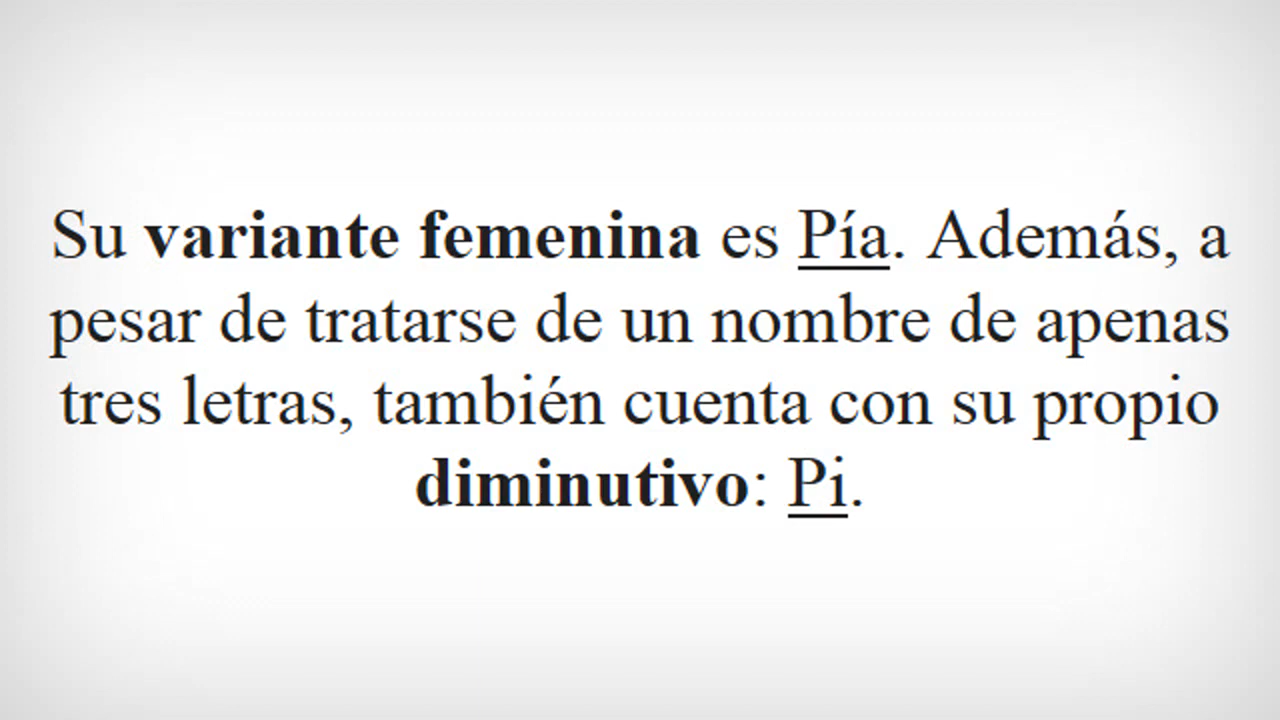 Su variante femenina es Pía. Además, a
pesar de tratarse de un nombre de apenas
tres letras, también cuenta con su propio
diminutivo: Pi.